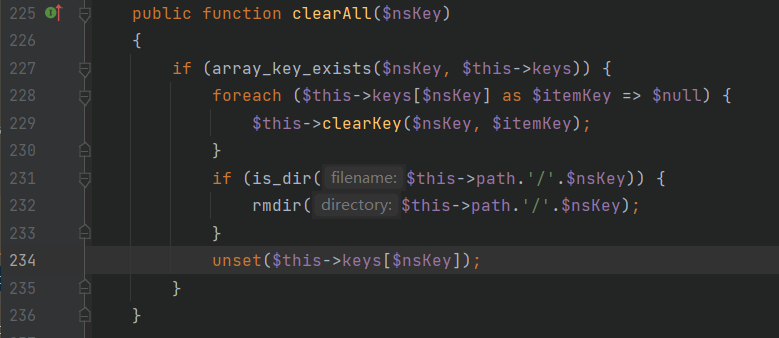 225 public function clearAll($nsKey)
226 {
227 if (array_key_exists($nsKey, $this->keys)) {
228 foreach ($this->keys[$nsKey] as $itemKey => $null) {
229 $this->clearKey($nsKey, $itemKey);
230 }
231 if (is_dir( filename: $this->path.'/'.$nsKey)) {
232 rmdir( directory: $this->path.'/'.$nsKey);
233 }
234 unset($this->keys[$nsKey]);
235 }
236 }